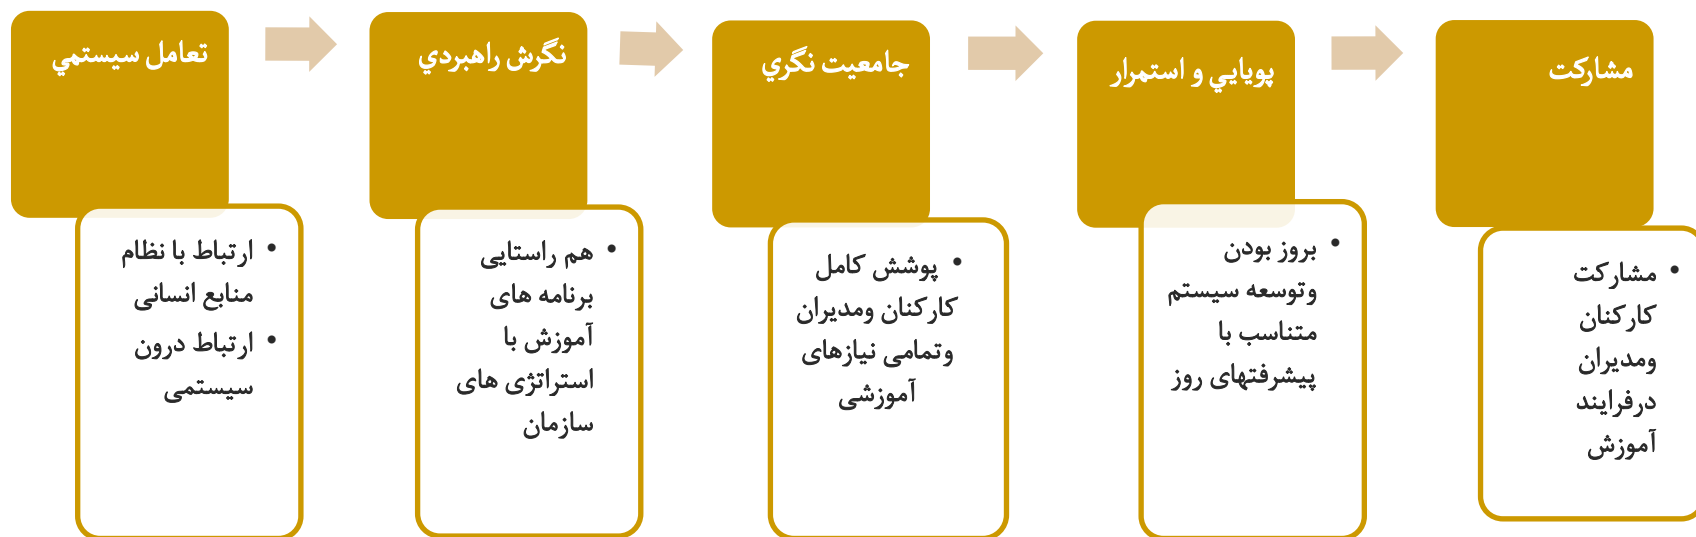 تعامل سيستمي
• ارتباط با نظام
منابع انسانی
• ارتباط درون
سیستمی
نگرش راهبردي
• هم راستایی
برنامه های
آموزش با
استراتژی های
سازمان
جامعيت نگري
• پوشش کامل
کارکنان ومدیران
وتمامی نیازهای
آموزشی
پويايي و استمرار
• بروز بودن
وتوسعه سیستم
متناسب با
پیشرفتهای روز
مشارکت
• مشارکت
کارکنان
ومدیران
درفرایند
آموزش